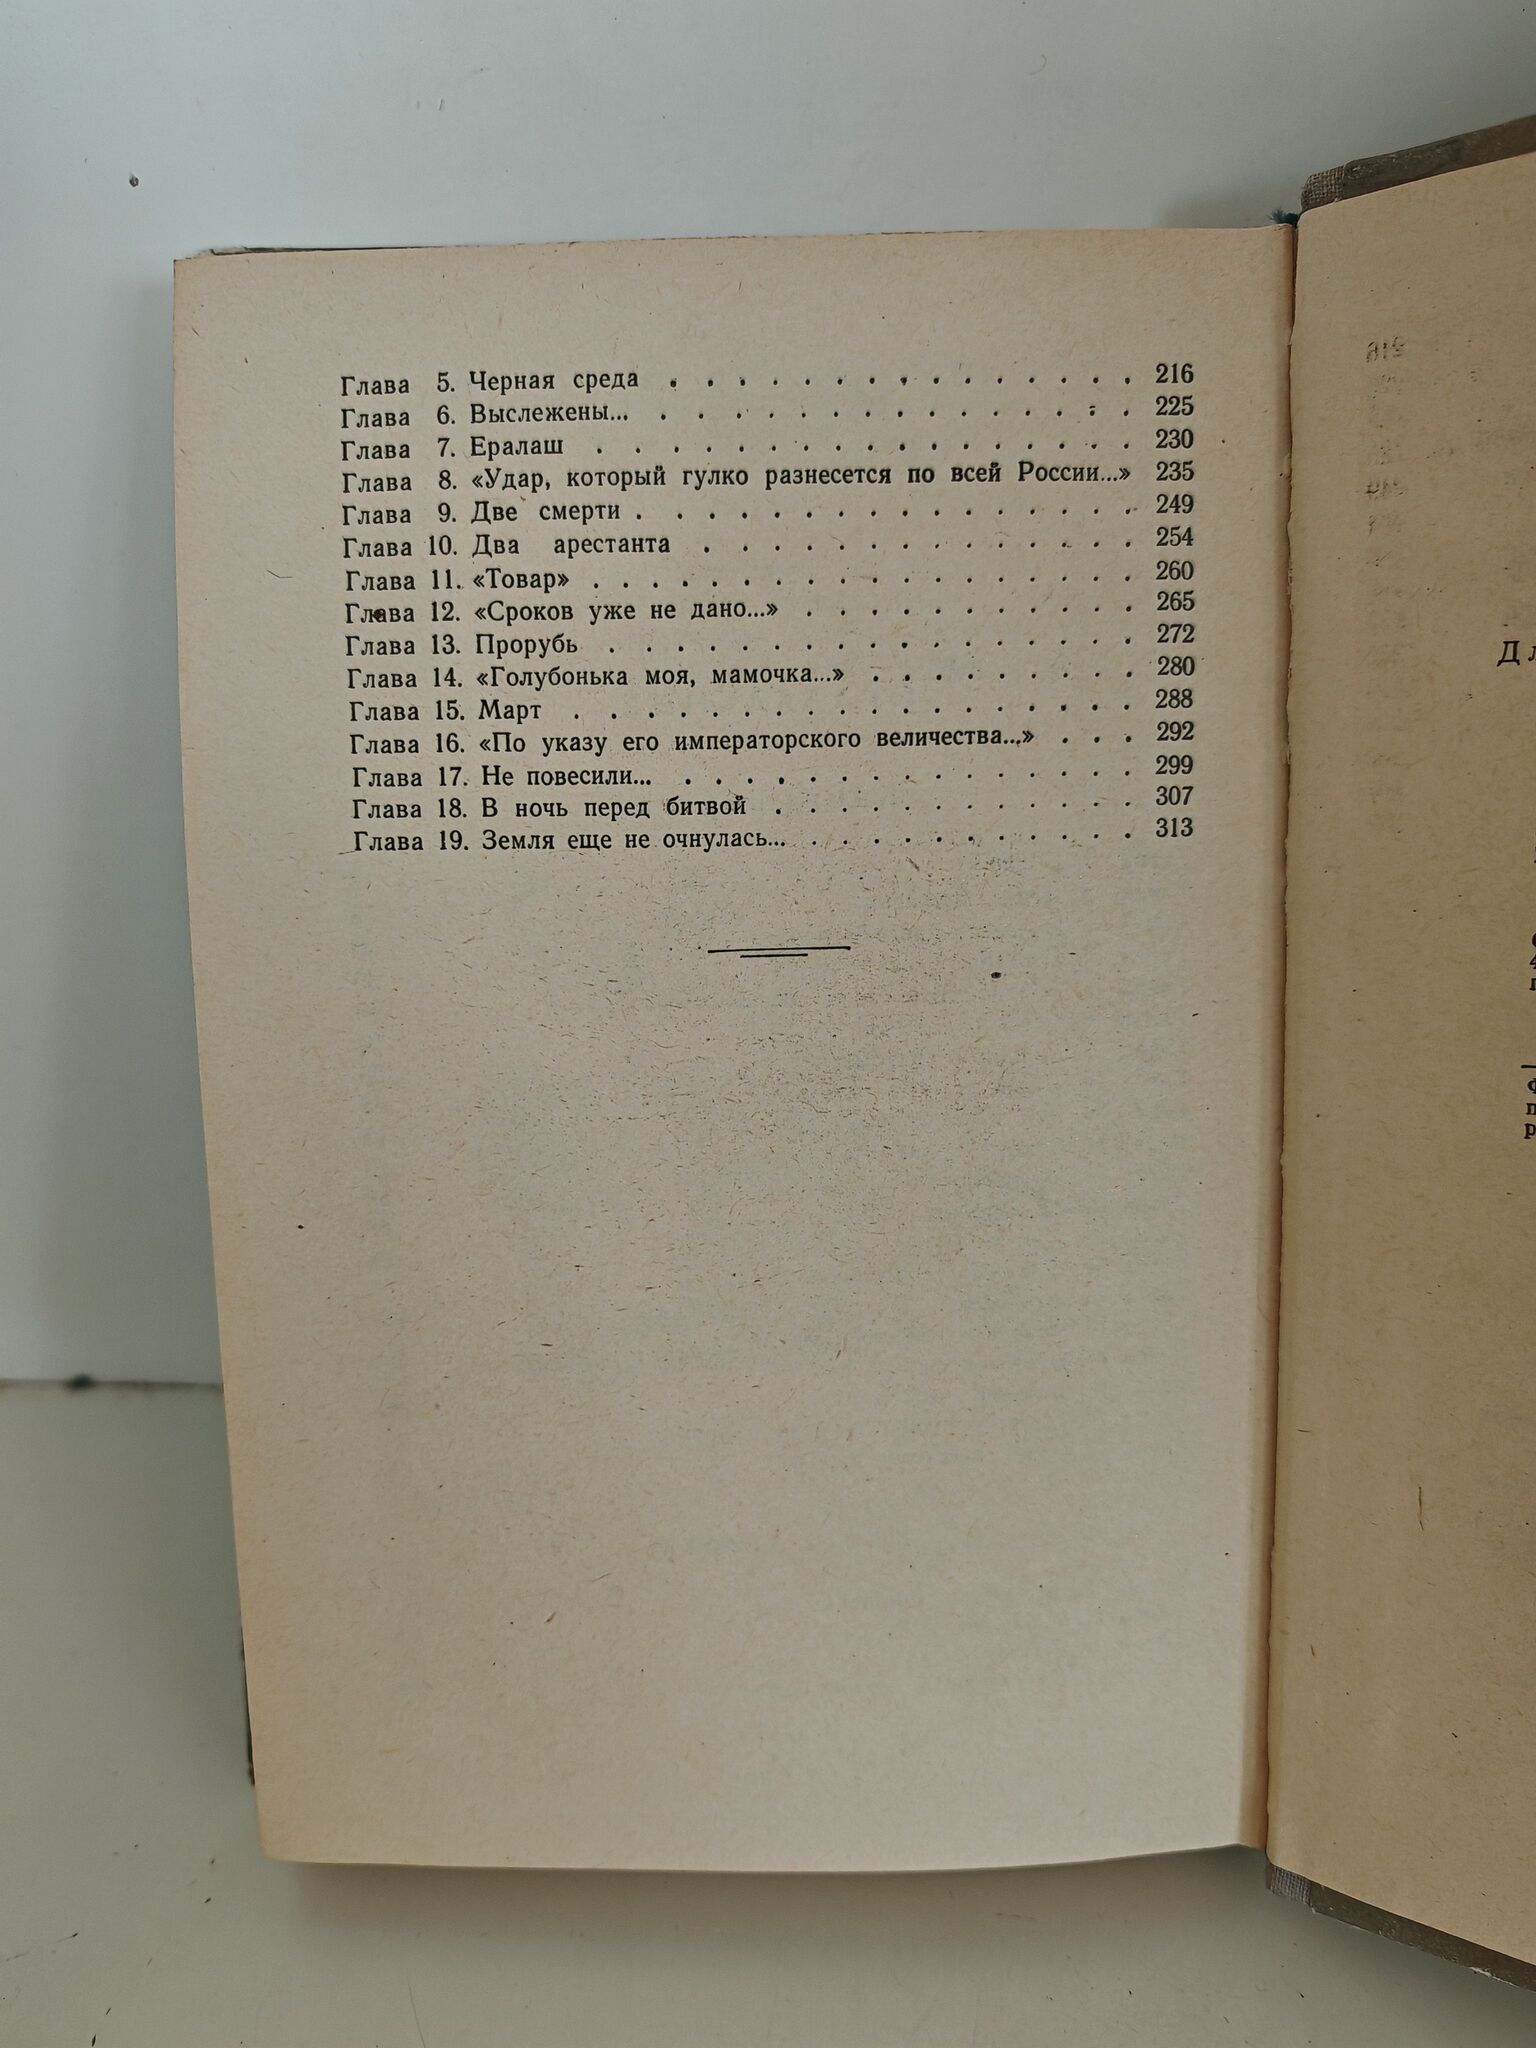 Глава 5. Черная среда . . . . . . . . . . . . . . . 216
Глава 6. Выслежены... . . . . . . . . . . . . . . . 225
Глава 7. Ералаш . . . . . . . . . . . . . . . . . 230
Глава 8. «Удар, который гулко разнесется по всей России...» 235
Глава 9. Две смерти . . . . . . . . . . . . . . . . 249
Глава 10. Два арестанта . . . . . . . . . . . . . . 254
Глава 11. «Товар» . . . . . . . . . . . . . . . . . 260
Глава 12. «Сроков уже не дано...» . . . . . . . . . . . 265
Глава 13. Прорубь . . . . . . . . . . . . . . . . . 272
Глава 14. «Голубонька моя, мамочка...» . . . . . . . . . 280
Глава 15. Март . . . . . . . . . . . . . . . . . 288
Глава 16. «По указу его императорского величества...» . . . 292
Глава 17. Не повесили... . . . . . . . . . . . . . . . 299
Глава 18. В ночь перед битвой . . . . . . . . . . . . 307
Глава 19. Земля еще не очнулась... . . . . . . . . . . . 313